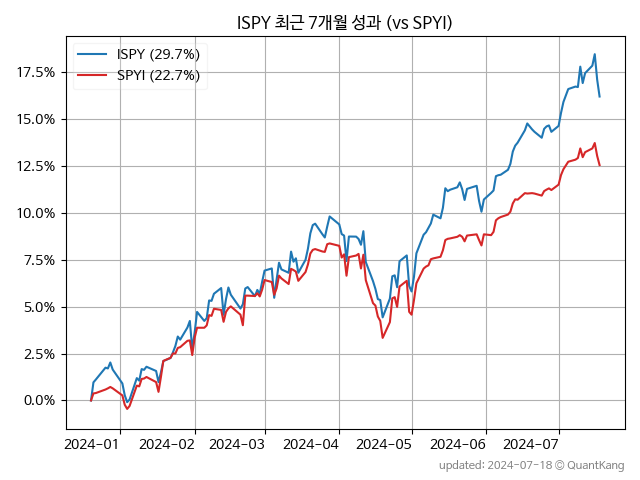 ISPY 최근 7개월 성과 (vs SPYI)
ISPY (29.7%)
SPYI (22.7%)
17.5%
15.0%
12.5%
10.0%
7.5%
5.0%
2.5%
0.0%
2024-01 2024-02 2024-03 2024-04 2024-05 2024-06 2024-07
updated: 2024-07-18 © QuantKang